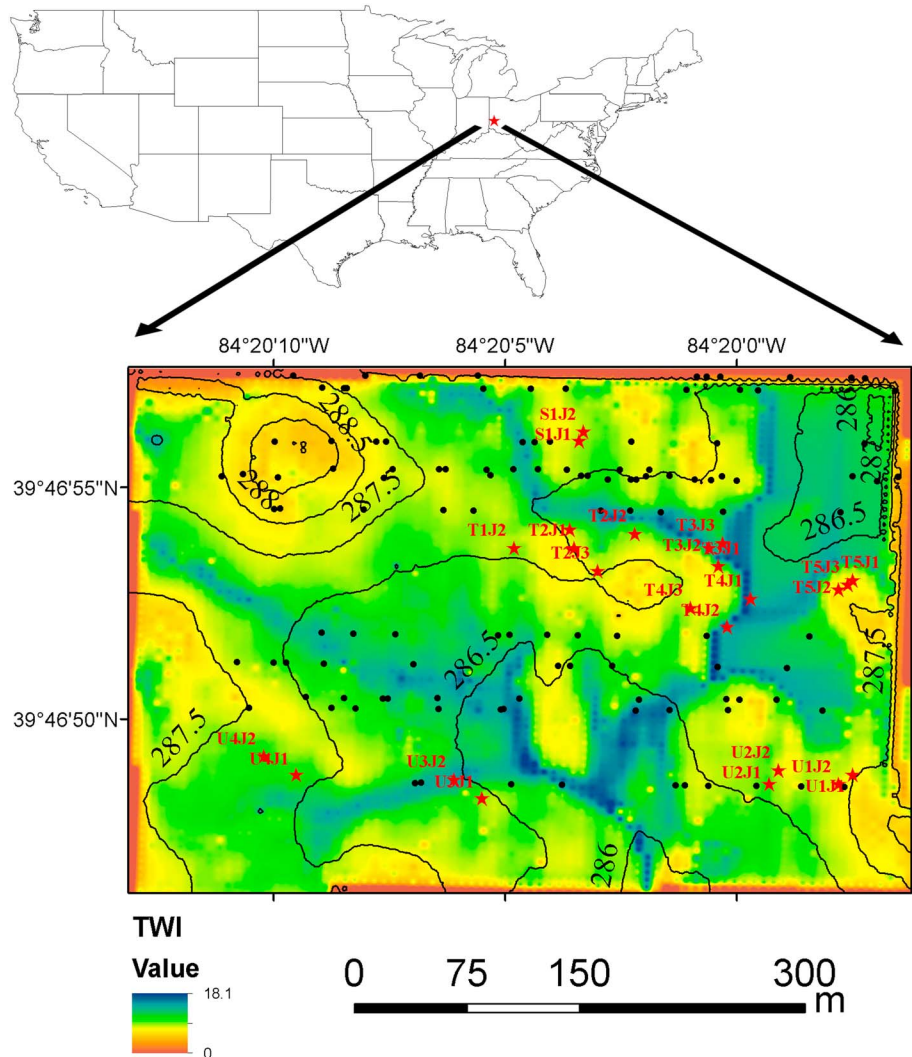 84°20'10"W 84°20'5"W 84°20'0"W
288.5
286
S1J2
S1J1
287
39°46'55"N
288
287.5
286.5
T1J2 T2J1 T2J2 T3J3
T2J3 T3J2 T3J1
T4J3 T4J1 T5J3 T5J1
T4J2 T5J2
286.5
287.5
39°46'50"N
287.5
U4J2 U4J1
U3J2 U3J1
U2J2 U1J2
U2J1 U1J1
286
TWI
Value
18.1
0
0 75 150 300
m